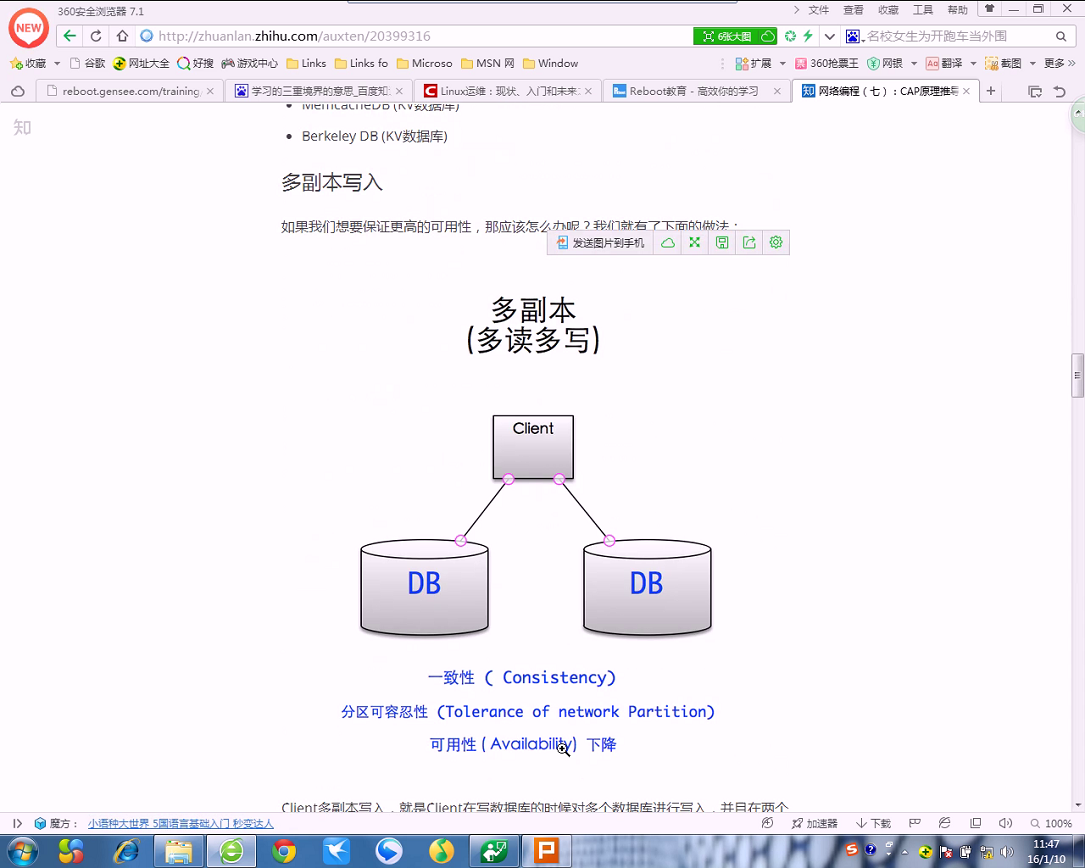 NEW
360安全浏览器 7.1
文件 查看 收藏 工具 帮助
http://zhuanlan.zhihu.com/auxten/20399316
6张大图
名校女生为开跑车当外围
收藏 谷歌 网址大全 好搜 游戏中心 Links Links fo Microso MSN 网 Window
扩展 360抢票王 网银 翻译 截图 更多 »
reboot.gensee.com/training/
学习的三重境界的意思_百度知
Linux运维：现状、入门和未来
Reboot教育 - 高效你的学习
网络编程（七）：CAP原理推导
知
MemcacheDB (KV数据库)
Berkeley DB (KV数据库)
多副本写入
如果我们想要保证更高的可用性，那应该怎么办呢？我们就有了下面的做法：
发送图片到手机
多副本
(多读多写)
Client
DB
DB
一致性 ( Consistency)
分区可容忍性 (Tolerance of network Partition)
可用性 ( Availability) 下降
Client多副本写入，就是Client在写数据库的时候对多个数据库进行写入，并且在两个
魔方： 小语种大世界 5国语言基础入门 秒变达人
加速器 下载 100%
11:47
16/1/10